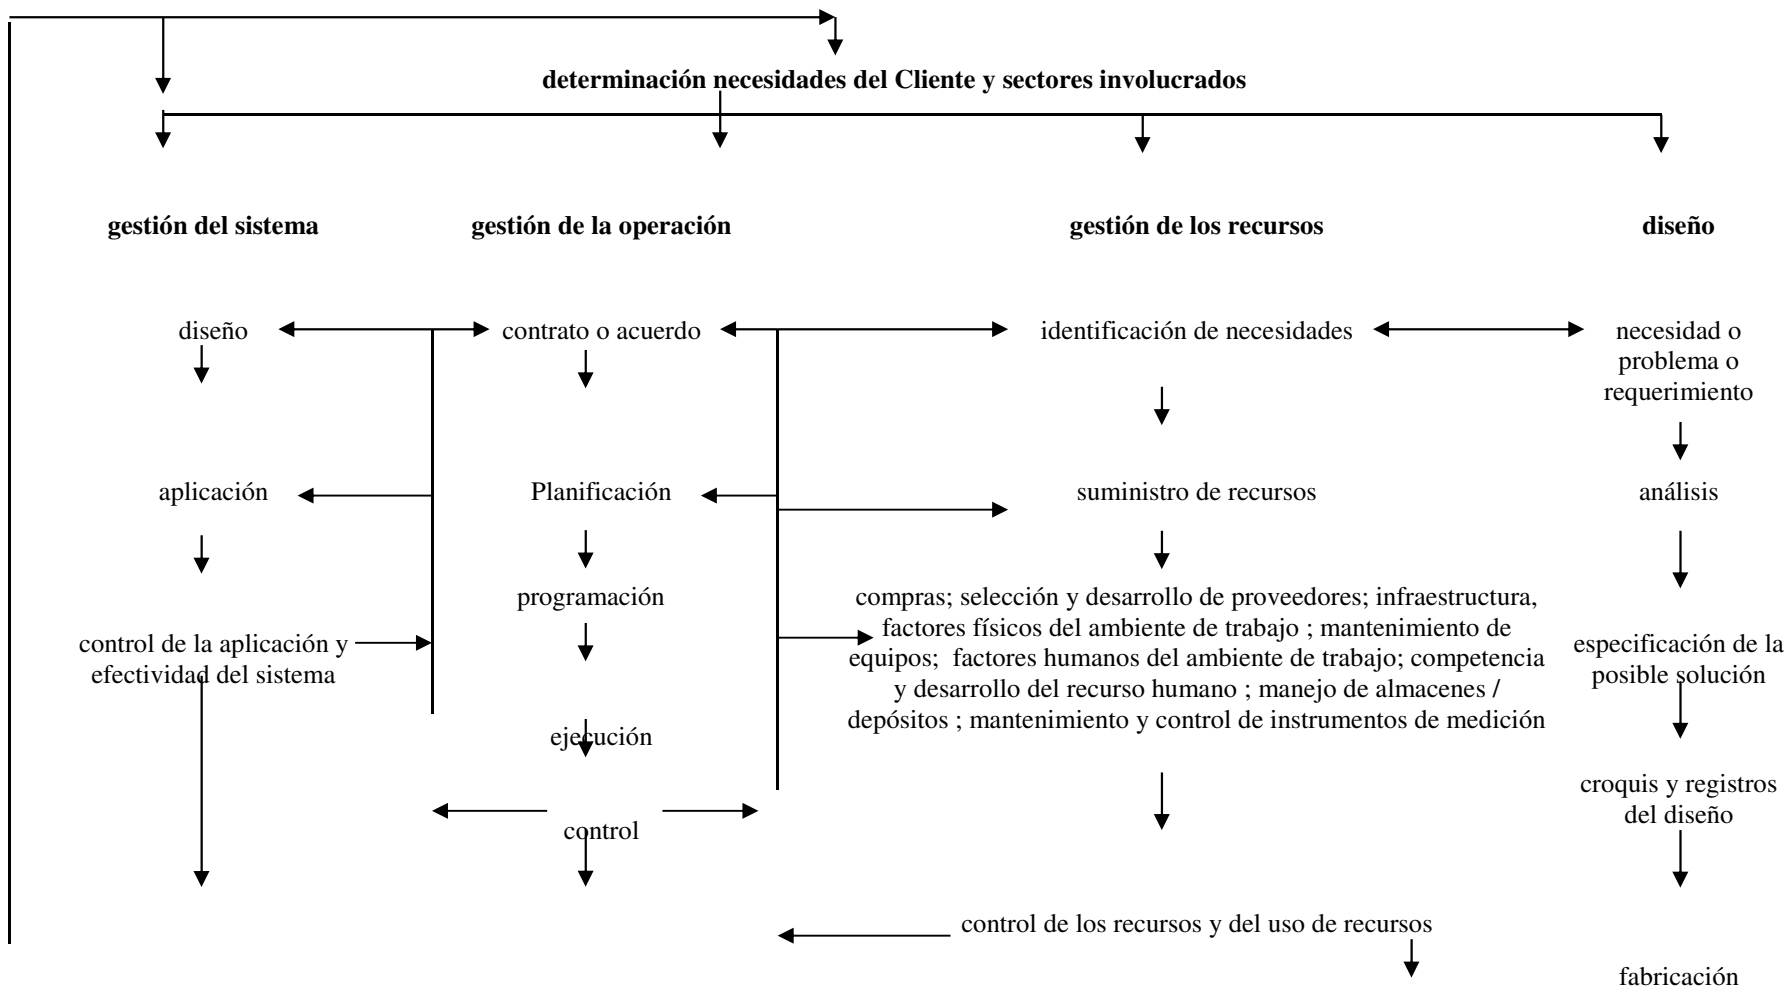 determinación necesidades del Cliente y sectores involucrados
gestión del sistema
gestión de la operación
gestión de los recursos
diseño
diseño
contrato o acuerdo
identificación de necesidades
necesidad o
problema o
requerimiento
aplicación
Planificación
suministro de recursos
análisis
programación
compras; selección y desarrollo de proveedores; infraestructura,
factores físicos del ambiente de trabajo ; mantenimiento de
equipos; factores humanos del ambiente de trabajo; competencia
y desarrollo del recurso humano ; manejo de almacenes /
depósitos ; mantenimiento y control de instrumentos de medición
control de la aplicación y
efectividad del sistema
especificación de la
posible solución
ejecución
croquis y registros
del diseño
control
control de los recursos y del uso de recursos
fabricación